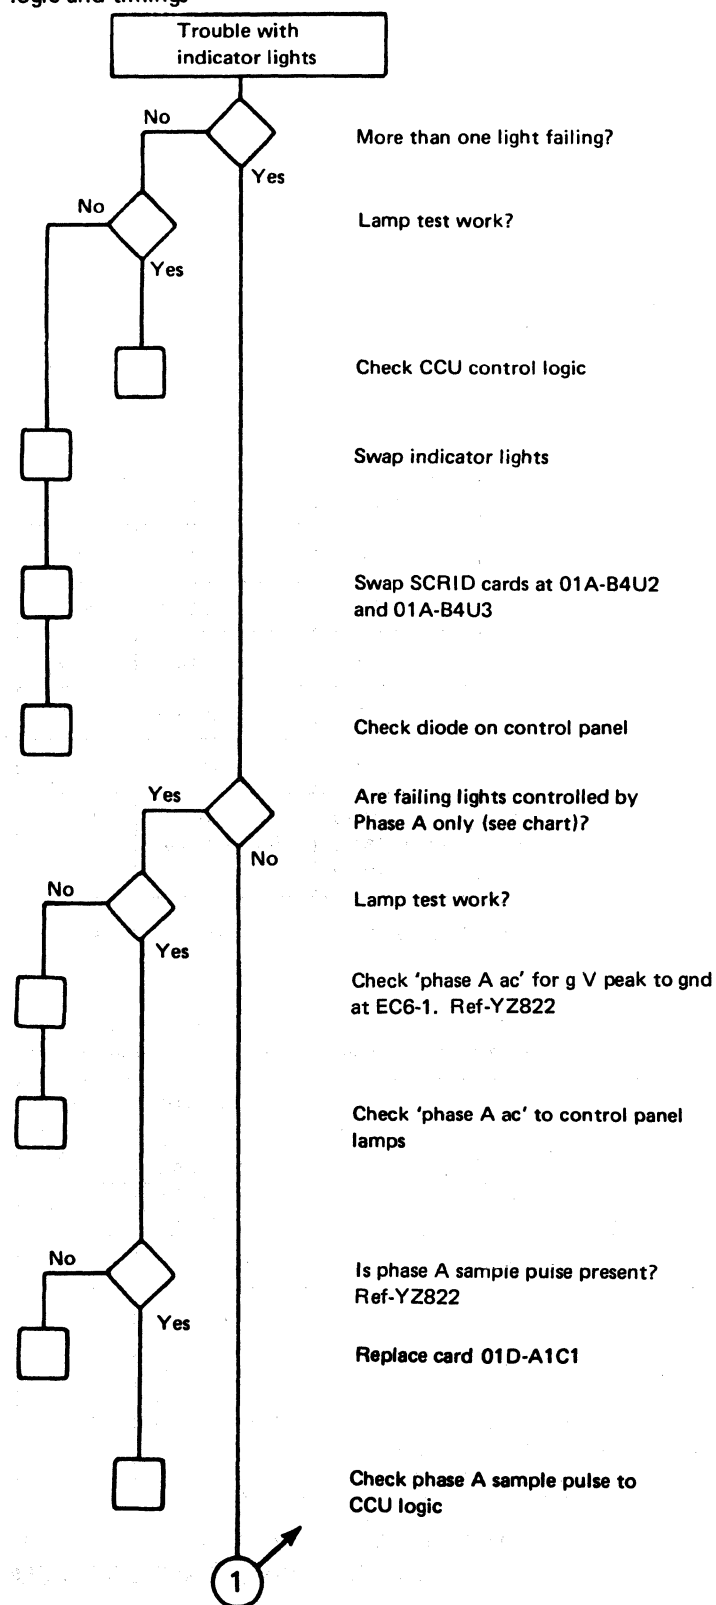 logic and timings
Trouble with
indicator lights
No
More than one light failing?
Yes
No
Lamp test work?
Yes
Check CCU control logic
Swap indicator lights
Swap SCRID cards at 01A-B4U2
and 01A-B4U3
Check diode on control panel
Yes
Are failing lights controlled by
Phase A only (see chart)?
No
No
Lamp test work?
Yes
Check 'phase A ac' for g V peak to gnd
at EC6-1. Ref-YZ822
Check 'phase A ac' to control panel
lamps
No
Is phase A sample pulse present?
Ref-YZ822
Yes
Replace card 01D-A1C1
Check phase A sample pulse to
CCU logic
1